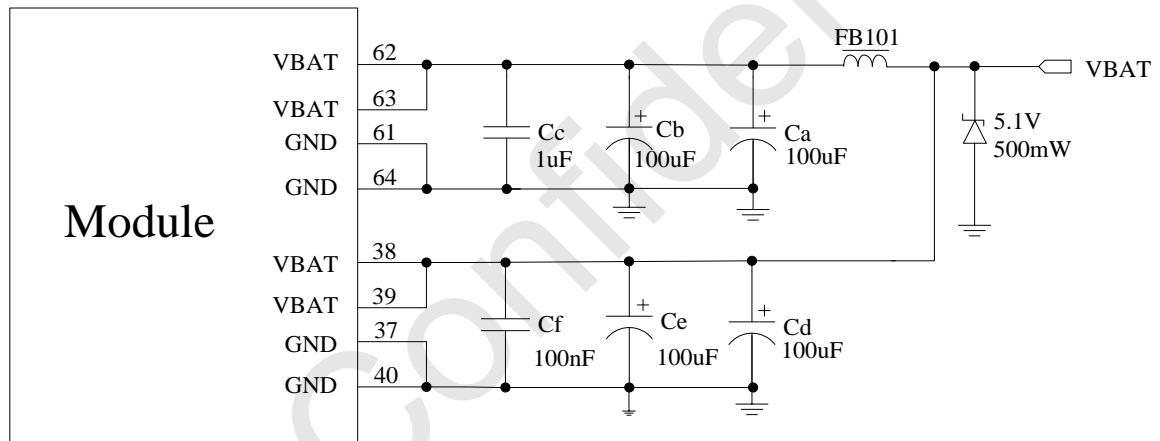 Module
VBAT 62
VBAT 63
GND 61
GND 64
VBAT 38
VBAT 39
GND 37
GND 40
Cc
1uF
Cb
+
100uF
Ca
+
100uF
FB101
VBAT
5.1V
500mW
Cf
100nF
Ce
+
100uF
Cd
+
100uF
Confiden